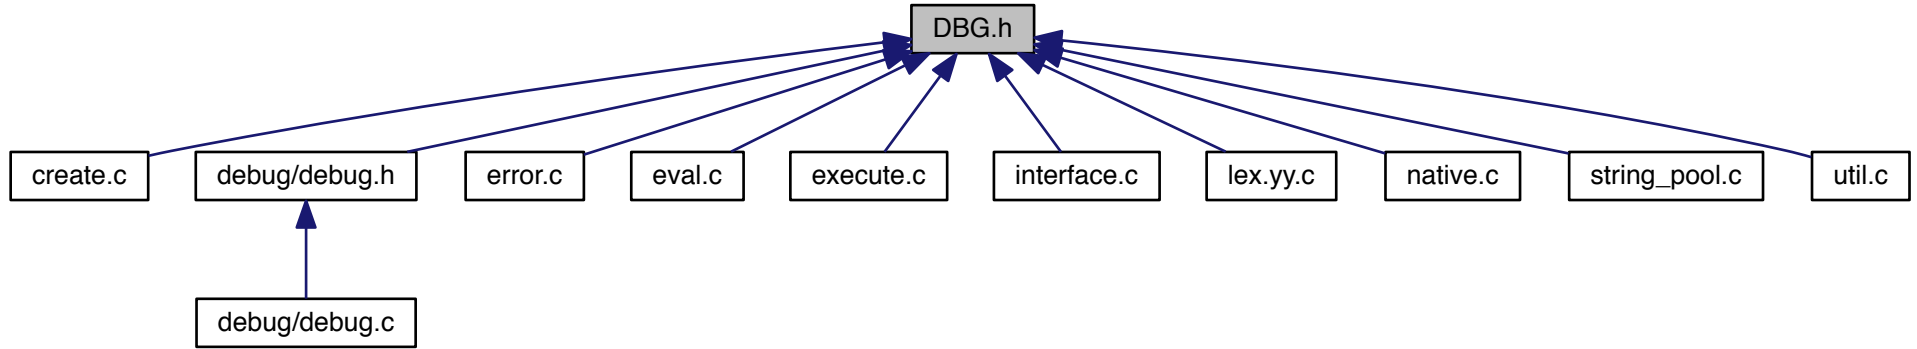 DBG.h
create.c
debug/debug.h
error.c
eval.c
execute.c
interface.c
lex.yy.c
native.c
string_pool.c
util.c
debug/debug.c